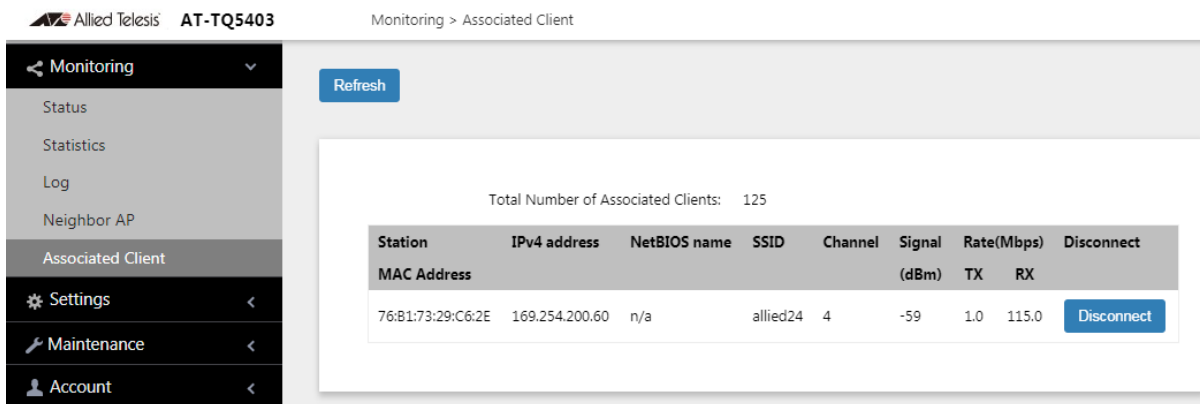 Allied Telesis AT-TQ5403 Monitoring > Associated Client
Monitoring
Status
Statistics
Log
Neighbor AP
Associated Client
Settings
Maintenance
Account
Refresh
Total Number of Associated Clients: 125
Station IPv4 address NetBIOS name SSID Channel Signal Rate(Mbps) Disconnect
MAC Address (dBm) TX RX
76:B1:73:29:C6:2E 169.254.200.60 n/a allied24 4 -59 1.0 115.0 Disconnect